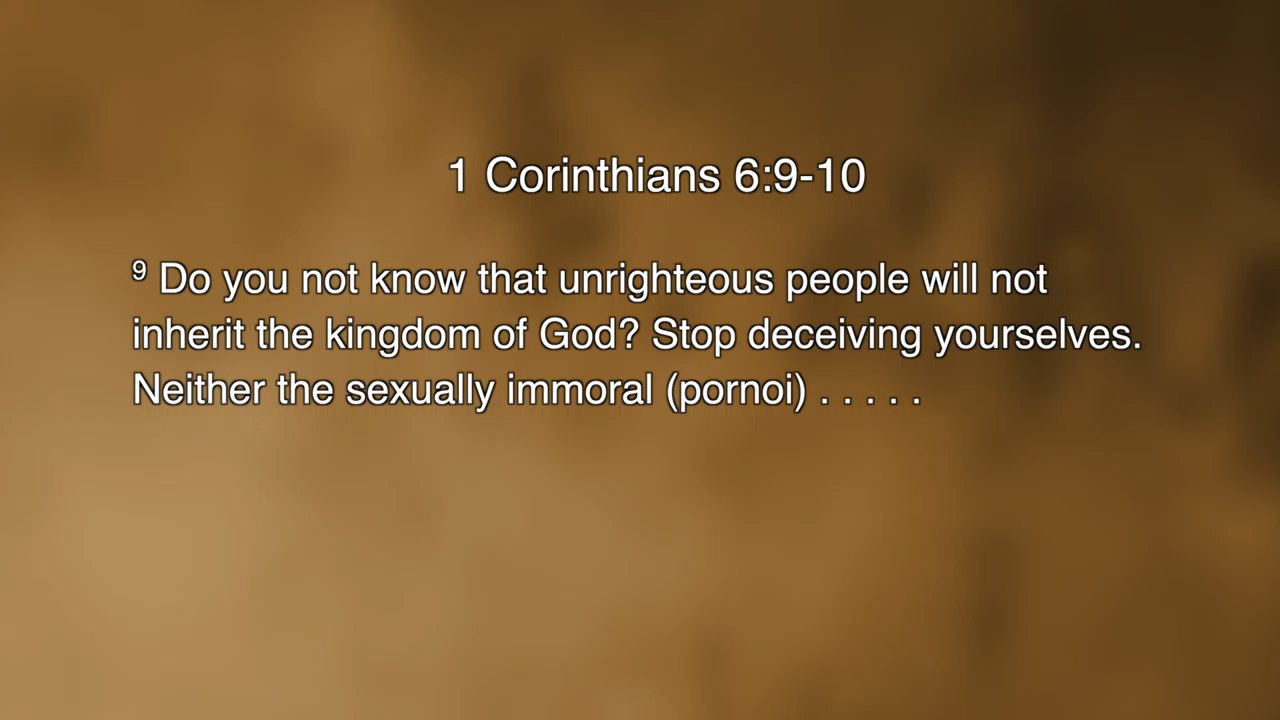 1 Corinthians 6:9-10
⁹ Do you not know that unrighteous people will not
inherit the kingdom of God? Stop deceiving yourselves.
Neither the sexually immoral (pornoi) . . . . .